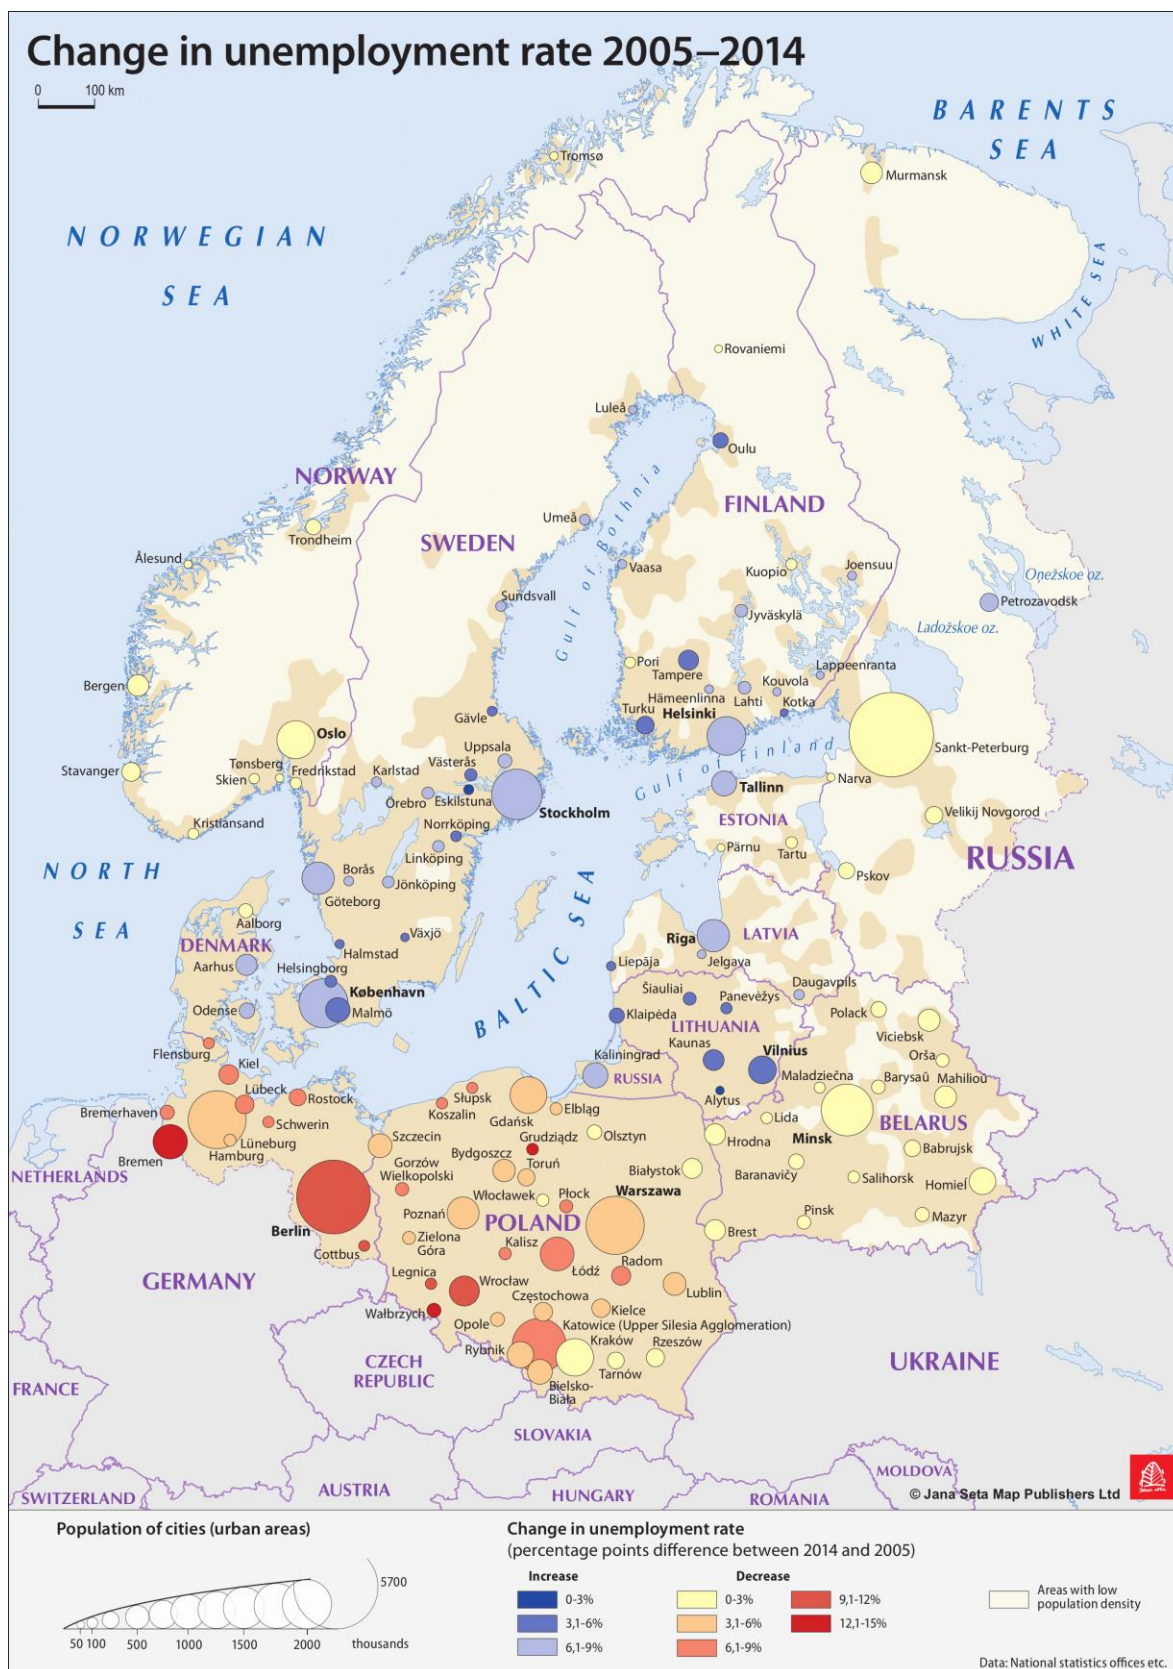 Change in unemployment rate 2005–2014
0 100 km
BARENTS
SEA
Tromsø
Murmansk
NORWEGIAN
SEA
WHITE SEA
Rovaniemi
Luleå
Oulu
NORWAY
FINLAND
Gulf of Bothnia
Umeå
Trondheim
SWEDEN
Ålesund
Vaasa
Kuopio
Joensuu
Oņežskoe oz.
Sundsvall
Petrozavodsk
Jyväskylä
Ladožskoe oz.
Pori
Tampere
Lappeenranta
Bergen
Hämeenlinna
Lahti
Kouvola
Kotka
Gävle
Turku
Helsinki
Oslo
Uppsala
Sankt-Peterburg
Gulf of Finland
Stavanger
Tønsberg
Skien
Fredrikstad
Karlstad
Västerås
Narva
Tallinn
Örebro
Eskilstuna
Stockholm
Velikij Novgorod
Kristiansand
Norrköping
ESTONIA
Linköping
Pärnu
Tartu
RUSSIA
NORTH
SEA
Borås
Jönköping
Göteborg
Pskov
BALTIC SEA
Aalborg
DENMARK
Växjö
Halmstad
Rīga
LATVIA
Aarhus
Helsingborg
Liepāja
Jelgava
København
Malmö
Odense
Šiauliai
Panevėžys
Daugavpils
Klaipėda
LITHUANIA
Polack
Viciebsk
Flensburg
Kaunas
Vilnius
Orša
Kiel
Kaliningrad
RUSSIA
Maladziečna
Barysaŭ
Mahilioŭ
Lübeck
Rostock
Słupsk
Koszalin
Alytus
Bremerhaven
Schwerin
Gdańsk
Elbląg
Lida
BELARUS
Lüneburg
Hamburg
Bremen
Szczecin
Grudziądz
Olsztyn
Hrodna
Minsk
NETHERLANDS
Bydgoszcz
Toruń
Babrujsk
Gorzów
Wielkopolski
Białystok
Baranavičy
Salihorsk
Homieĺ
Włocławek
Płock
Warszawa
Berlin
Poznań
POLAND
Pinsk
Mazyr
Brest
Zielona
Góra
Cottbus
Kalisz
Łódź
Radom
GERMANY
Legnica
Wrocław
Lublin
Częstochowa
Wałbrzych
Kielce
Opole
Katowice (Upper Silesia Agglomeration)
Rybnik
Kraków
Rzeszów
Tarnów
CZECH
REPUBLIC
UKRAINE
FRANCE
Bielsko-
Biała
SLOVAKIA
MOLDOVA
SWITZERLAND
AUSTRIA
HUNGARY
ROMANIA
© Jana Seta Map Publishers Ltd
Population of cities (urban areas)
5700
50 100 500 1000 1500 2000 thousands
Change in unemployment rate
(percentage points difference between 2014 and 2005)
Increase Decrease
0-3% 0-3% 9,1-12%
3,1-6% 3,1-6% 12,1-15%
6,1-9% 6,1-9%
Areas with low
population density
Data: National statistics offices etc.